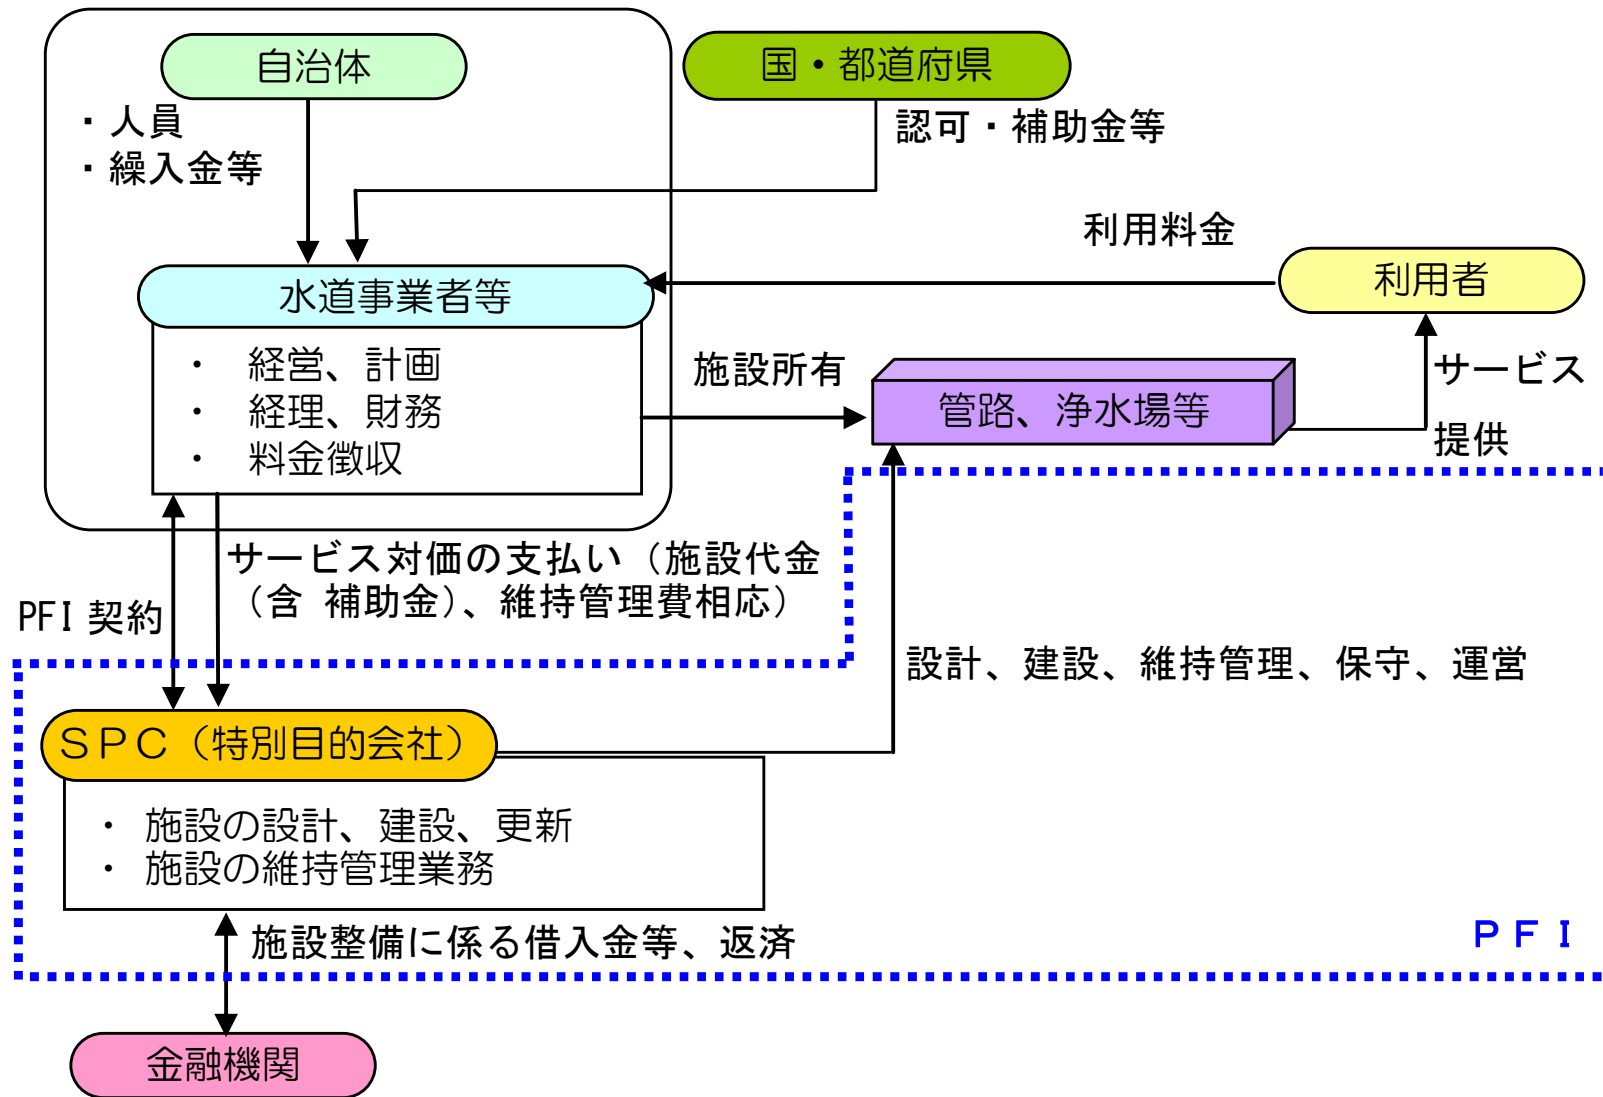 自治体
国・都道府県
・人員
・繰入金等
認可・補助金等
利用料金
利用者
水道事業者等
・ 経営、計画
・ 経理、財務
・ 料金徴収
施設所有
管路、浄水場等
サービス
提供
サービス対価の支払い（施設代金
（含 補助金）、維持管理費相応）
PFI 契約
設計、建設、維持管理、保守、運営
ＳＰＣ（特別目的会社）
・ 施設の設計、建設、更新
・ 施設の維持管理業務
施設整備に係る借入金等、返済
ＰＦＩ
金融機関